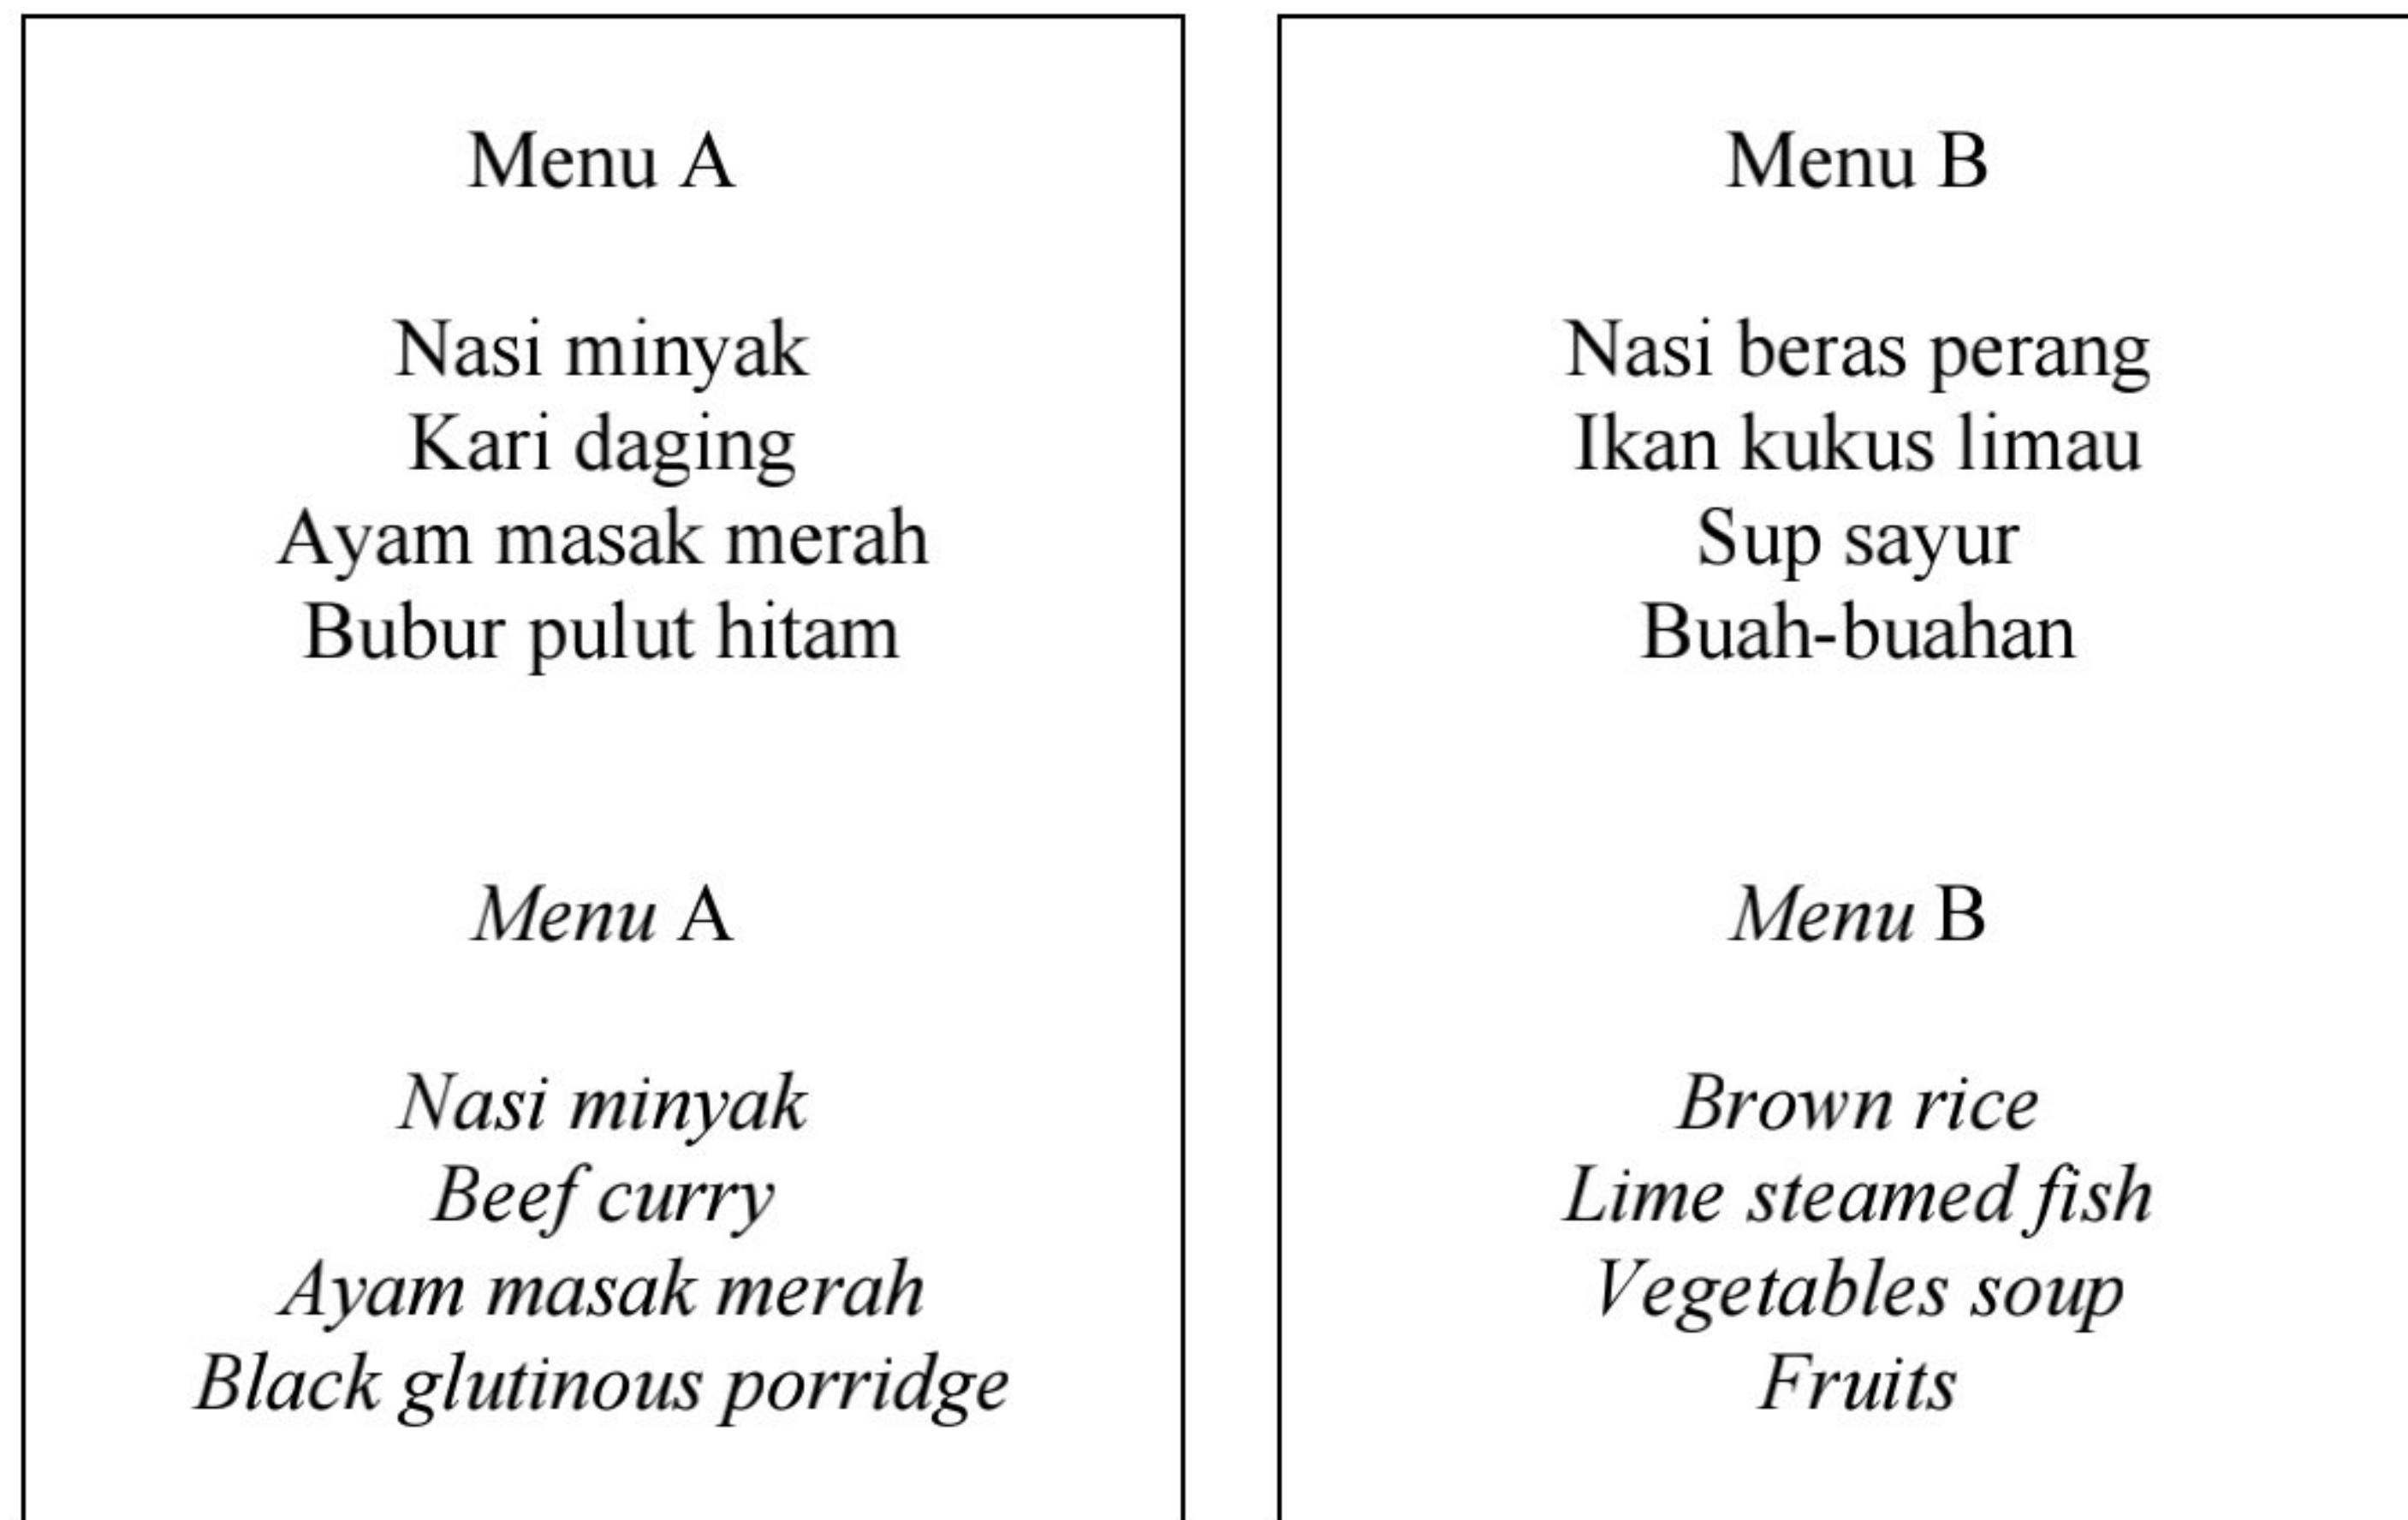 Menu A
Nasi minyak
Kari daging
Ayam masak merah
Bubur pulut hitam
Menu A
Nasi minyak
Beef curry
Ayam masak merah
Black glutinous porridge
Menu B
Nasi beras perang
Ikan kukus limau
Sup sayur
Buah-buahan
Menu B
Brown rice
Lime steamed fish
Vegetables soup
Fruits